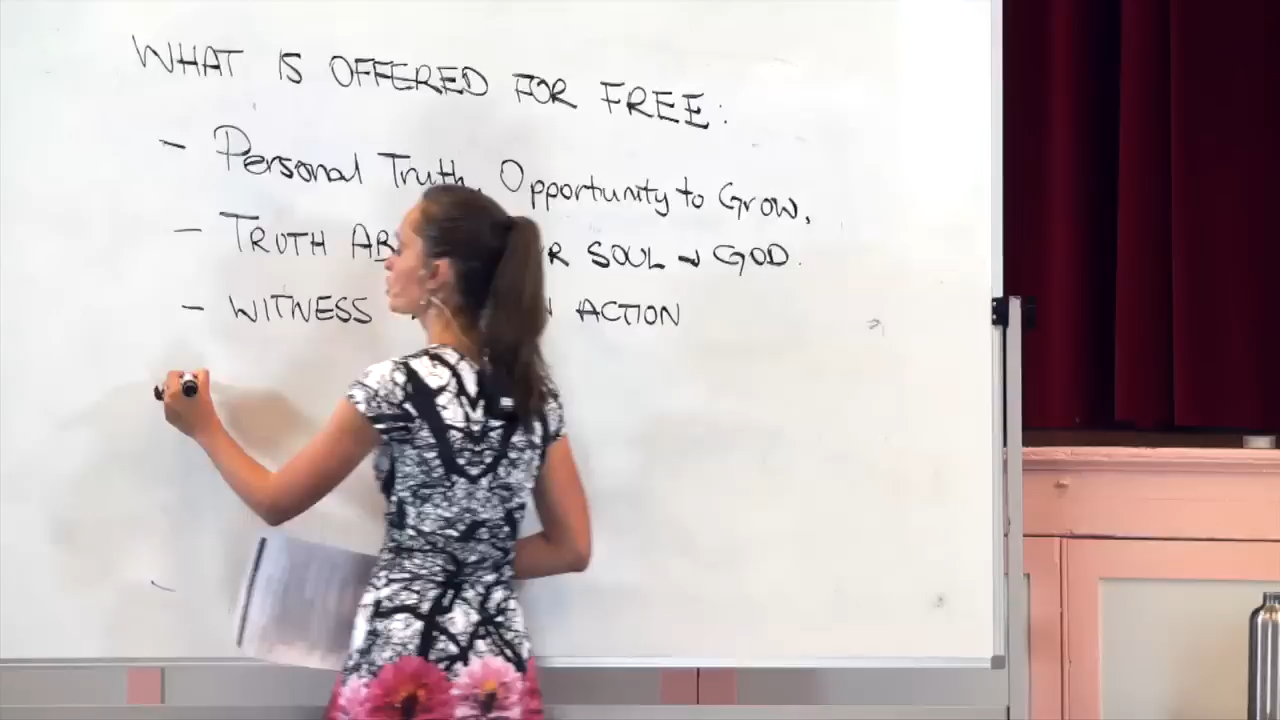 WHAT IS OFFERED FOR FREE:
- Personal Truth, Opportunity to Grow.
- TRUTH SOUL → GOD.
- WITNESS ACTION